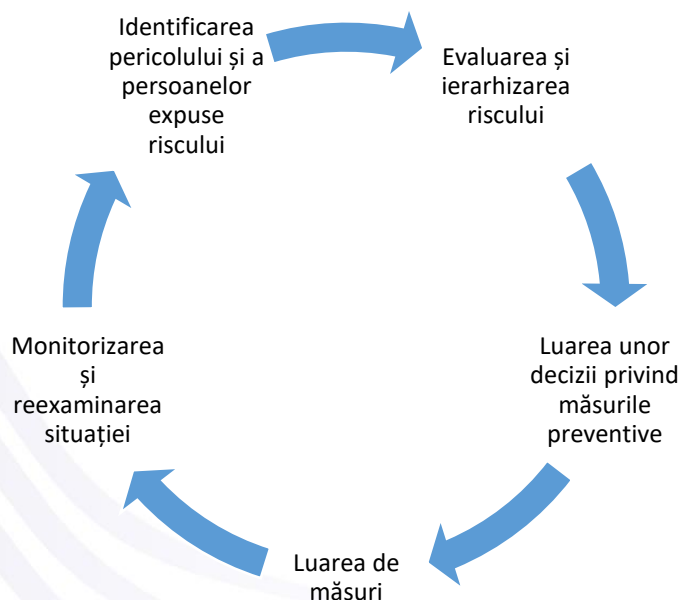 Identificarea
pericolului și a
persoanelor
expuse
riscului
Evaluarea și
ierarhizarea
riscului
Luarea unor
decizii privind
măsurile
preventive
Luarea de
măsuri
Monitorizarea
și
reexaminarea
situației